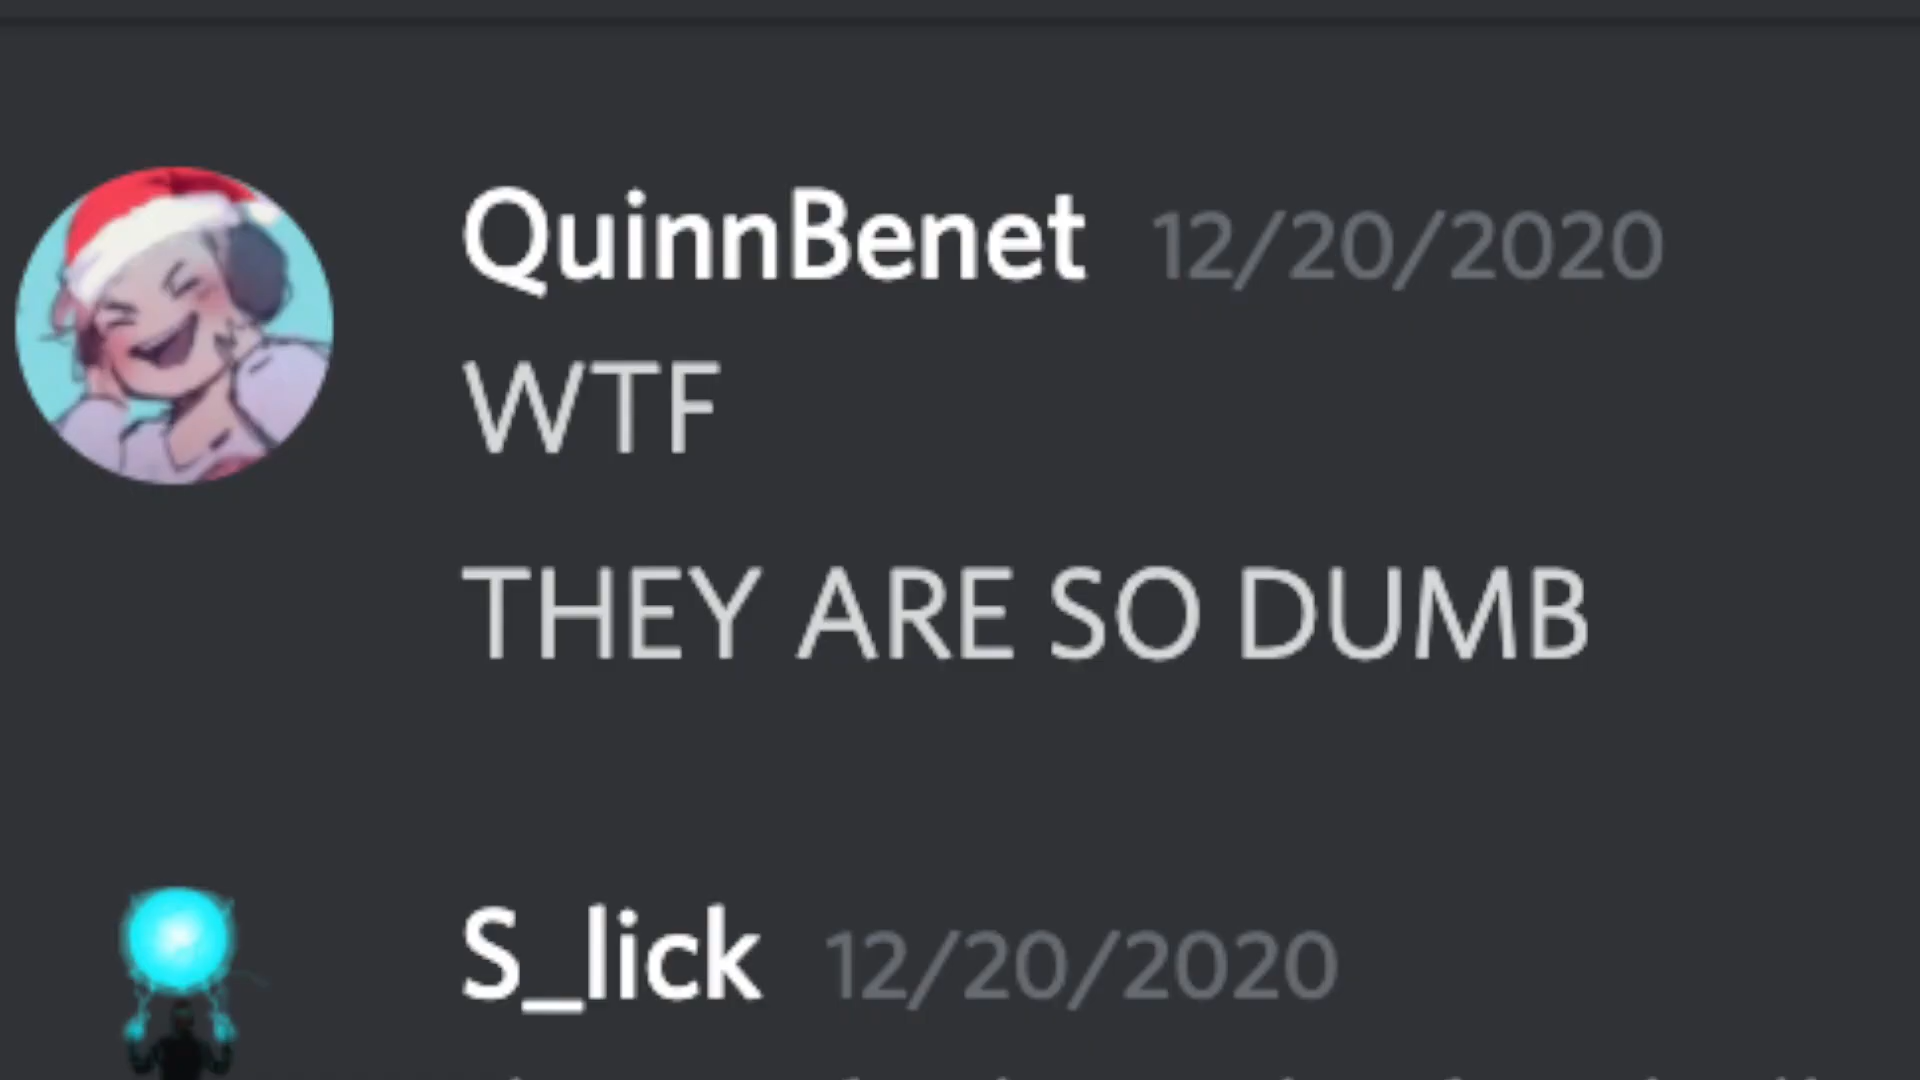 QuinnBenet 12/20/2020
WTF
THEY ARE SO DUMB
S_lick 12/20/2020